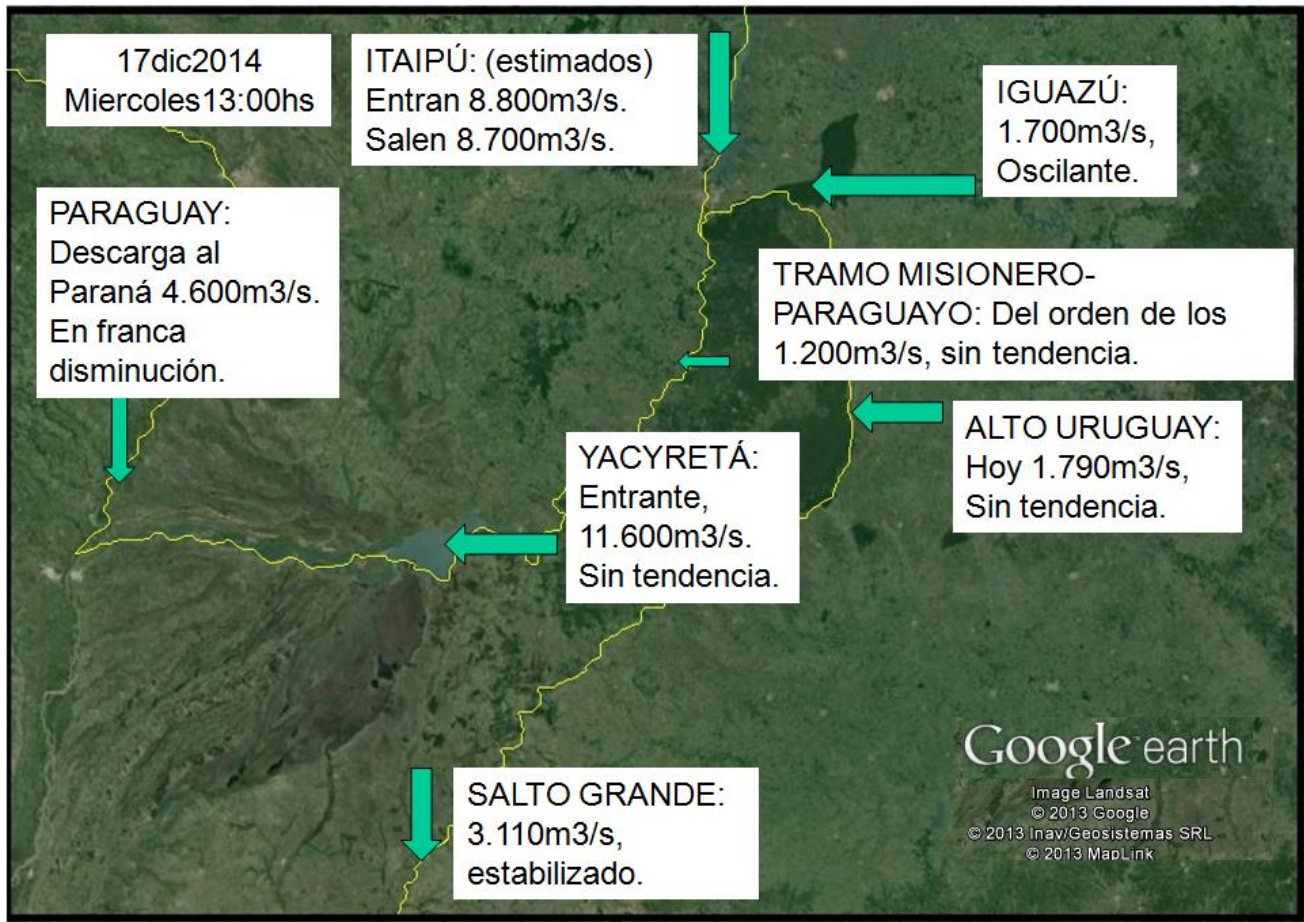 17dic2014
Miercoles13:00hs
ITAIPÚ: (estimados)
Entran 8.800m3/s.
Salen 8.700m3/s.
IGUAZÚ:
1.700m3/s,
Oscilante.
PARAGUAY:
Descarga al
Paraná 4.600m3/s.
En franca
disminución.
TRAMO MISIONERO-
PARAGUAYO: Del orden de los
1.200m3/s, sin tendencia.
ALTO URUGUAY:
Hoy 1.790m3/s,
Sin tendencia.
YACYRETÁ:
Entrante,
11.600m3/s.
Sin tendencia.
SALTO GRANDE:
3.110m3/s,
estabilizado.
Google earth
Image Landsat
© 2013 Google
© 2013 Inav/Geosistemas SRL
© 2013 MapLink